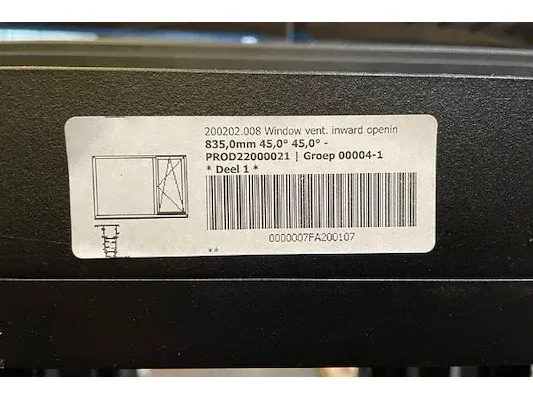 200202.008 Window vent. inward openin
835,0mm 45,0° 45,0° -
PROD22000021 | Groep 00004-1
* Deel 1 *
0000007FA200107
**